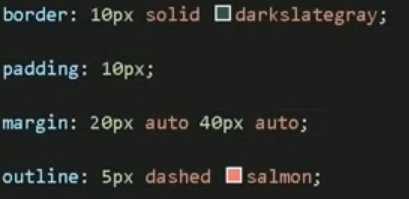 border: 10px solid darkslategray;
padding: 10px;
margin: 20px auto 40px auto;
outline: 5px dashed salmon;